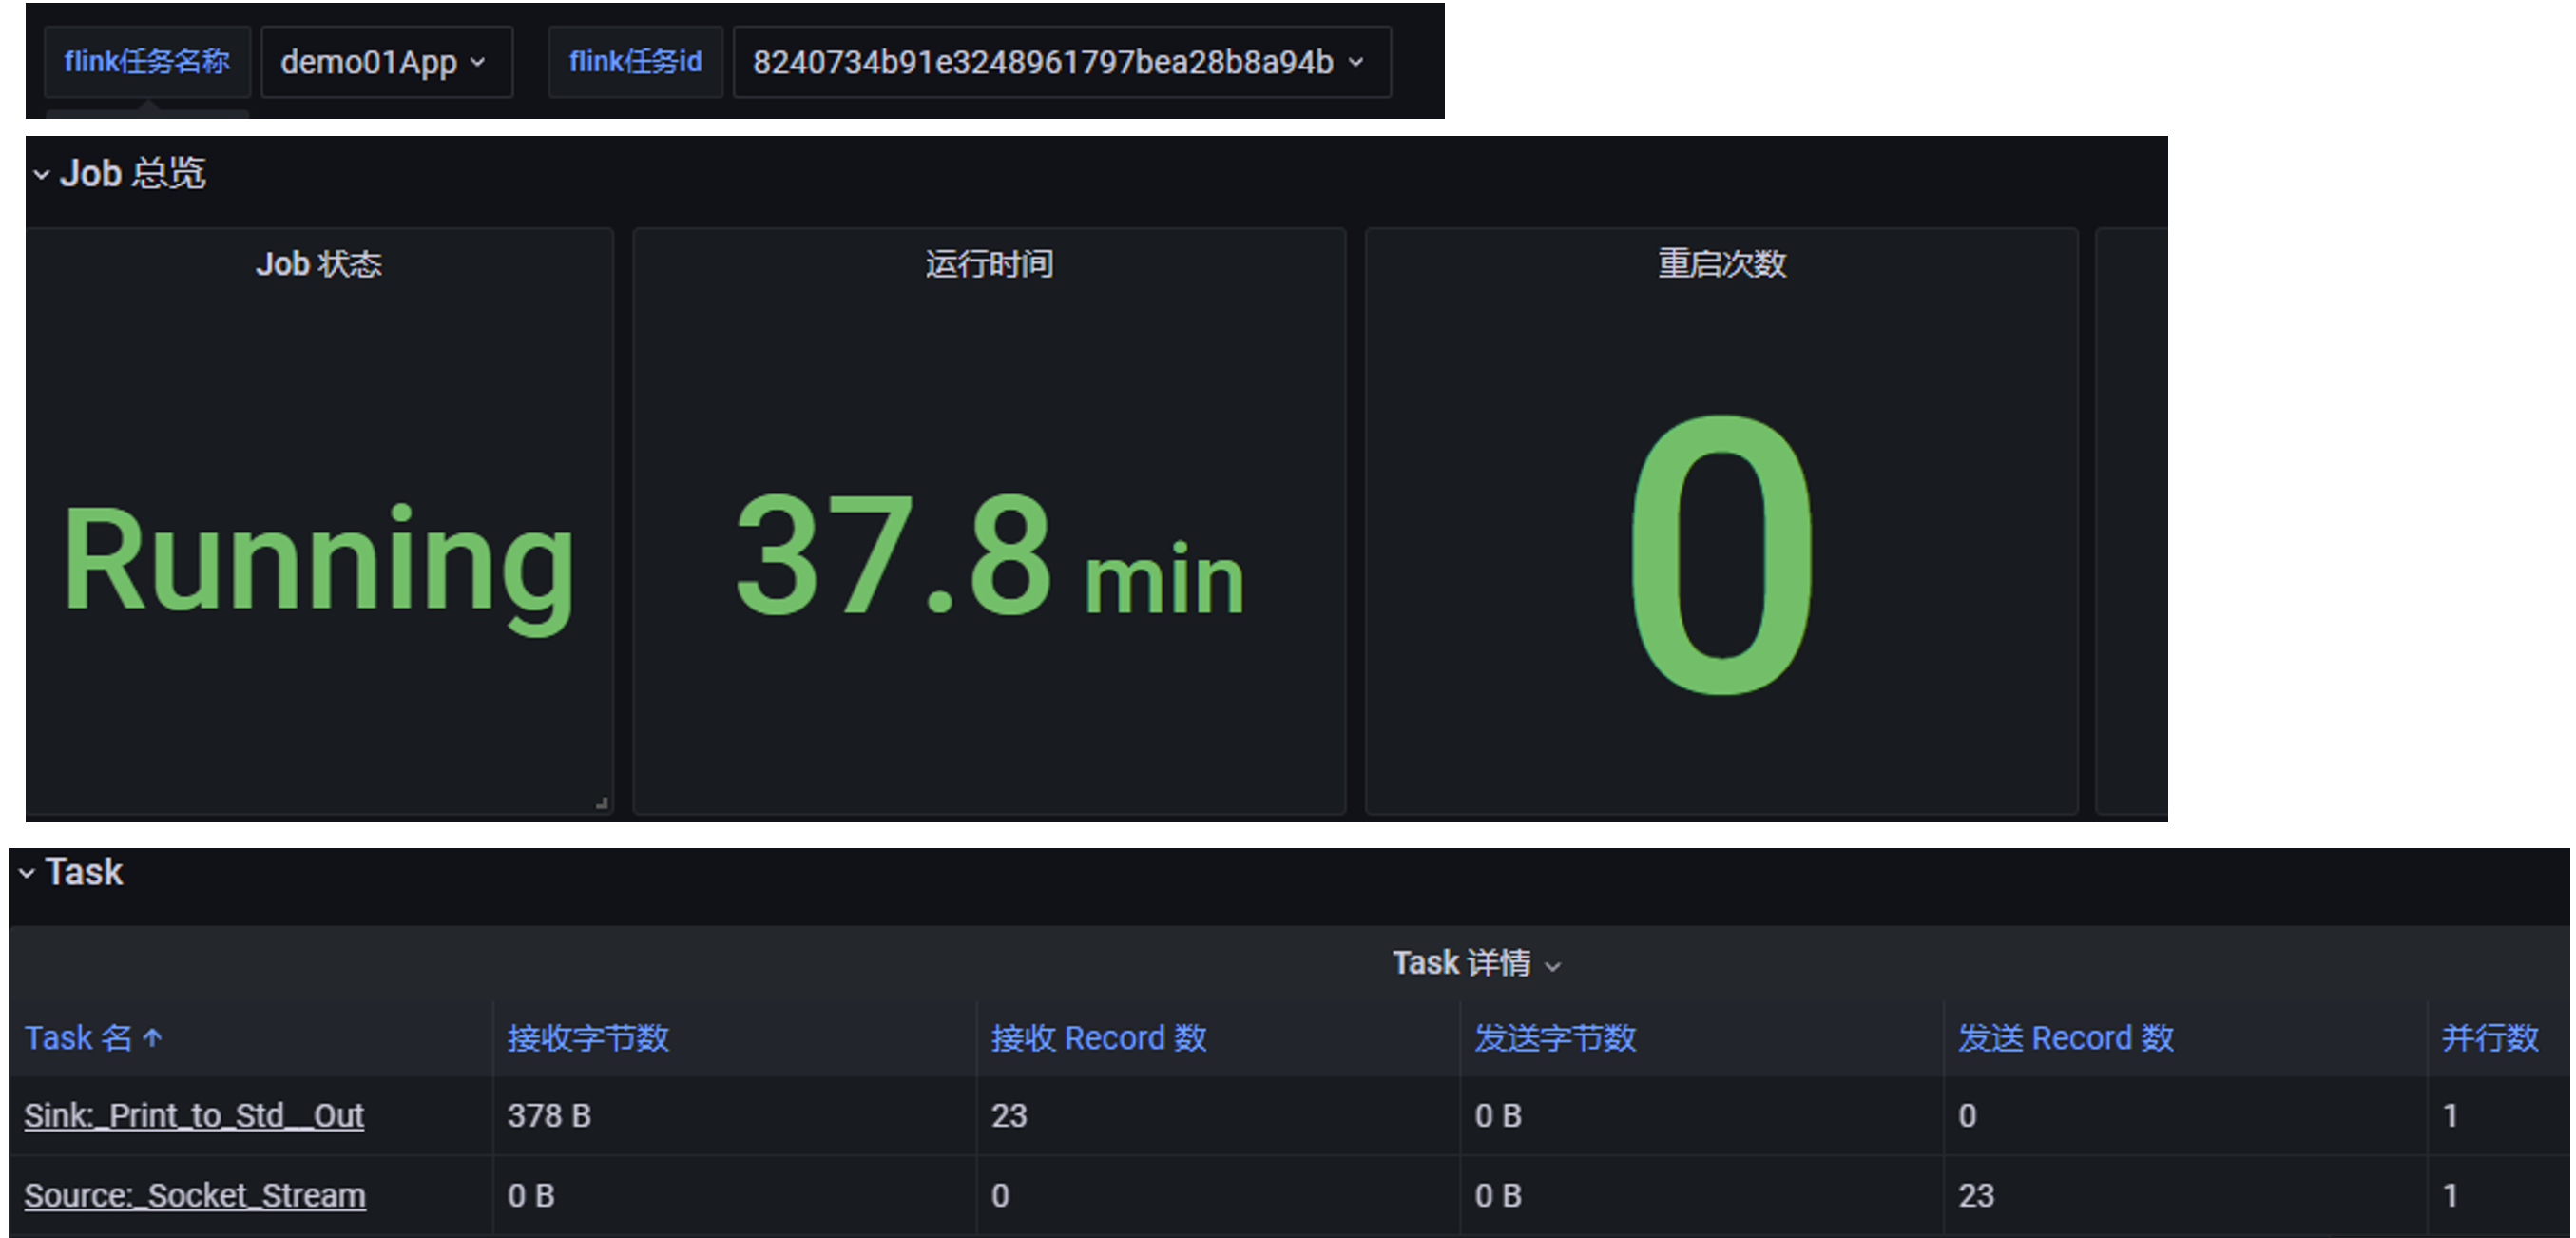 flink任务名称 demo01App flink任务id 8240734b91e3248961797bea28b8a94b
Job 总览
Job 状态 运行时间 重启次数
Running 37.8 min 0
Task
Task 详情
Task 名 接收字节数 接收 Record 数 发送字节数 发送 Record 数 并行数
Sink:_Print_to_Std__Out 378 B 23 0 B 0 1
Source:_Socket_Stream 0 B 0 0 B 23 1